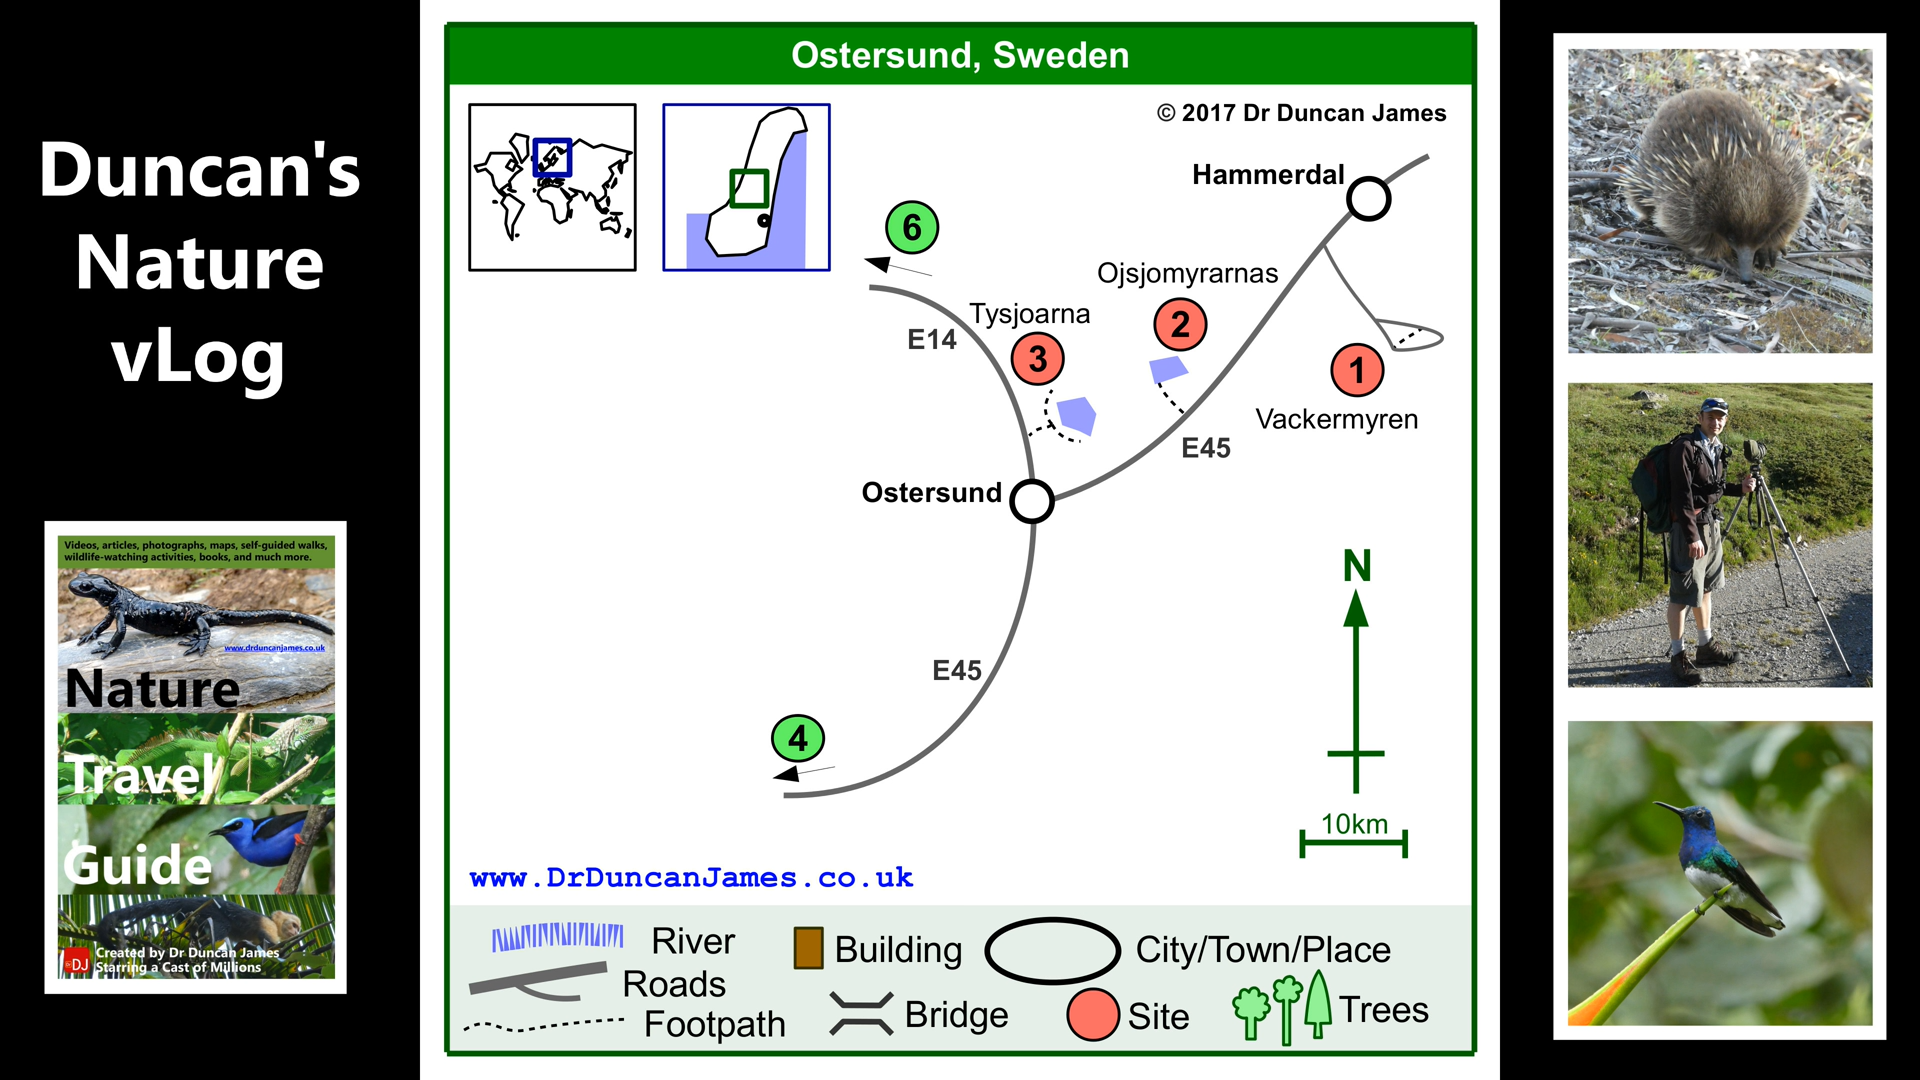 Duncan's
Nature
vLog
Videos, articles, photographs, maps, self-guided walks,
wildlife-watching activities, books, and much more.
www.drduncanjames.co.uk
Nature
Travel
Guide
@DJ
Created by Dr Duncan James
Starring a Cast of Millions
Ostersund, Sweden
© 2017 Dr Duncan James
Hammerdal
6
Ojsjomyrarnas
Tysjoarna
2
E14
3
1
Vackermyren
E45
Ostersund
N
E45
4
10km
www.DrDuncanJames.co.uk
River
Building
City/Town/Place
Roads
Footpath
Bridge
Site
Trees